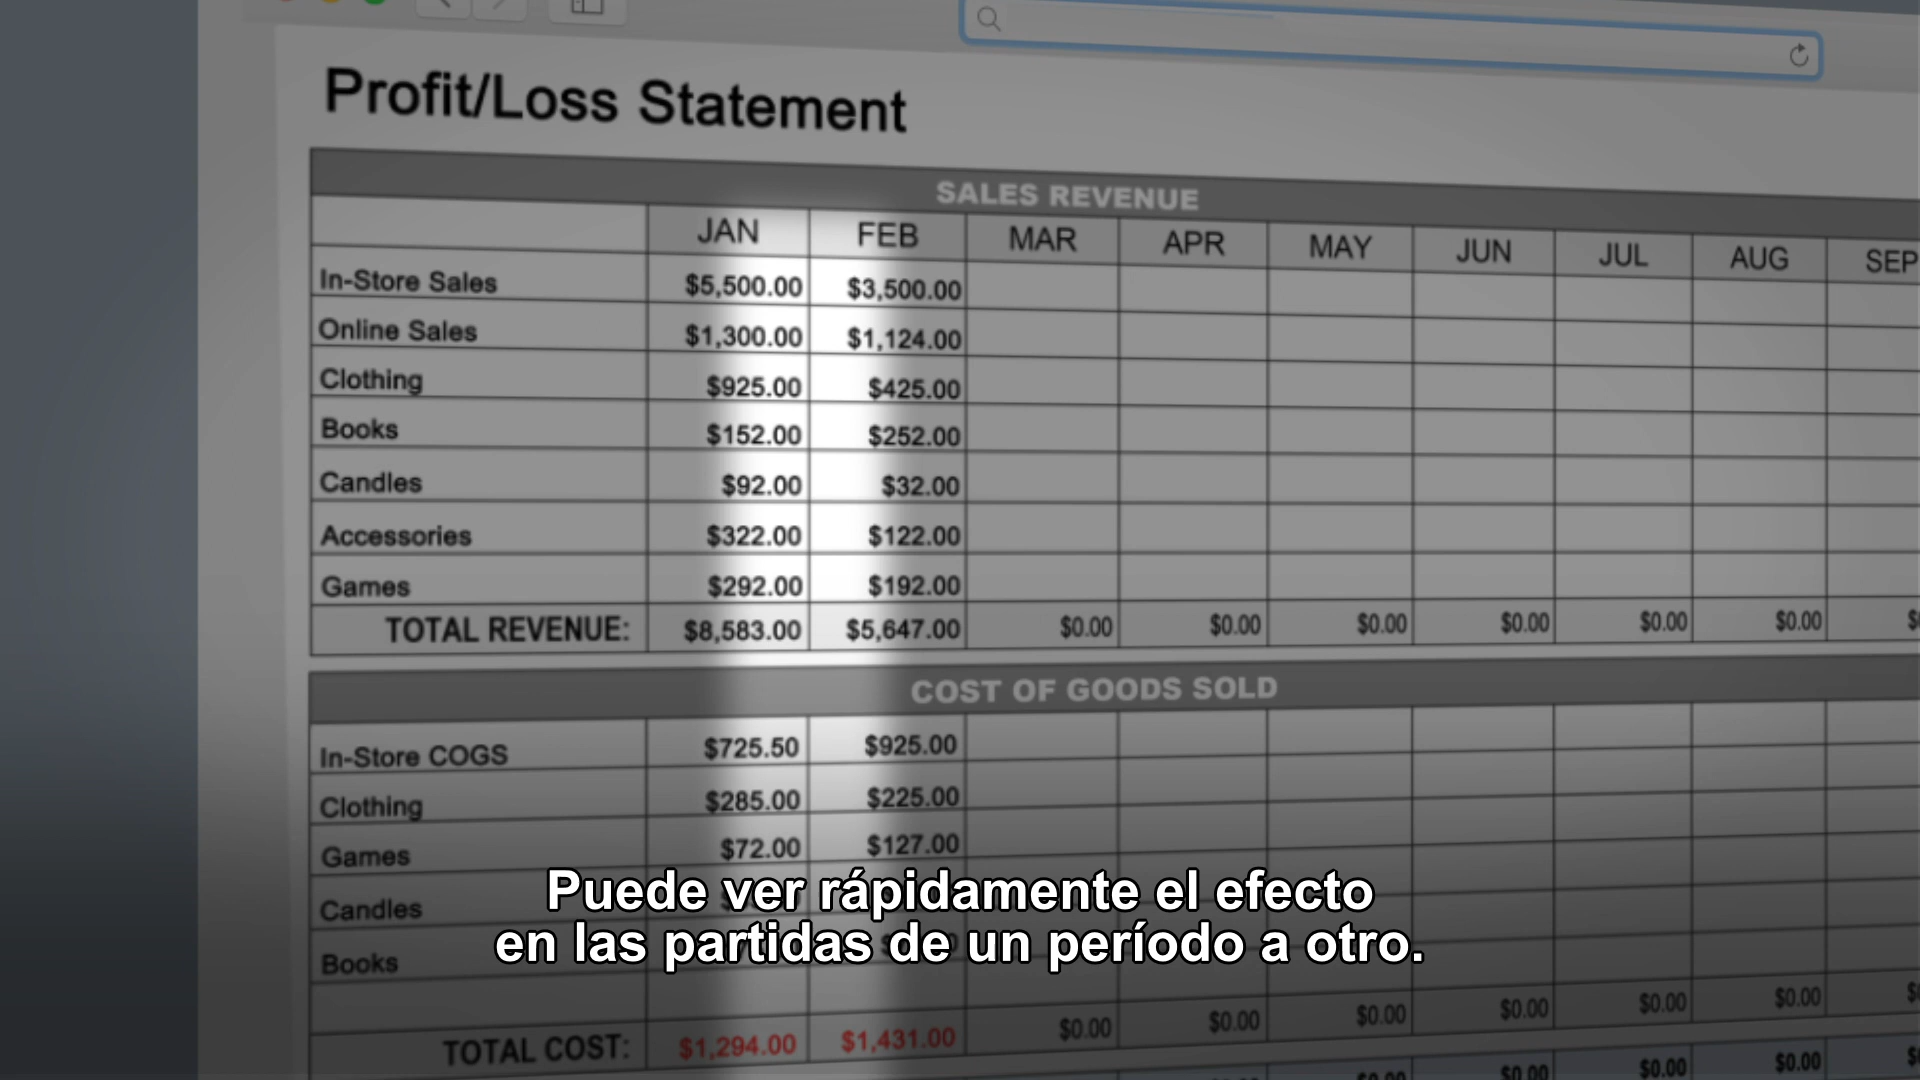 Profit/Loss Statement
SALES REVENUE
JAN FEB MAR APR MAY JUN JUL AUG SEP
In-Store Sales $5,500.00 $3,500.00
Online Sales $1,300.00 $1,124.00
Clothing $925.00 $425.00
Books $152.00 $252.00
Candles $92.00 $32.00
Accessories $322.00 $122.00
Games $292.00 $192.00
TOTAL REVENUE: $8,583.00 $5,647.00 $0.00 $0.00 $0.00 $0.00 $0.00 $0.00
COST OF GOODS SOLD
In-Store COGS $725.50 $925.00
Clothing $285.00 $225.00
Games $72.00 $127.00
Candles
Books
Puede ver rápidamente el efecto
en las partidas de un período a otro.
TOTAL COST: $1,294.00 $1,431.00 $0.00 $0.00 $0.00 $0.00 $0.00 $0.00
$0.00 $0.00 $0.00 $0.00 $0.00